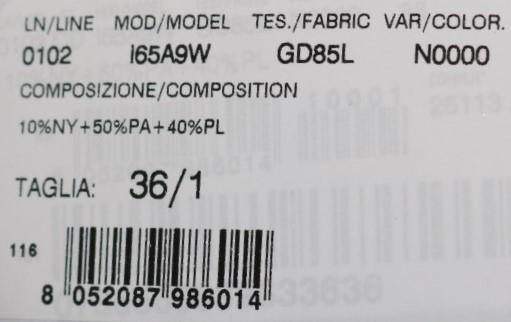 LN/LINE MOD/MODEL TES./FABRIC VAR/COLOR.
0102 I65A9W GD85L N0000
COMPOSIZIONE/COMPOSITION
10%NY+50%PA+40%PL
TAGLIA: 36/1
116
8 052087 986014